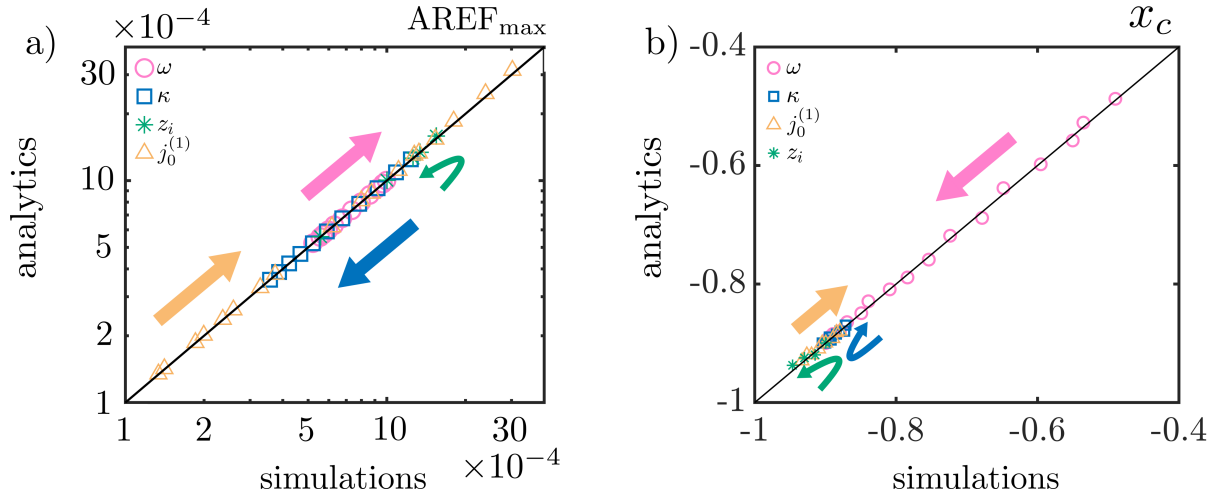 a)
×10⁻⁴
AREF_max
30
10
5
2
1
analytics
ω
κ
z_i
j_0^(1)
1
2
5
10
30
×10⁻⁴
simulations
b)
x_c
-0.4
-0.6
-0.8
-1
analytics
ω
κ
j_0^(1)
z_i
-1
-0.8
-0.6
-0.4
simulations